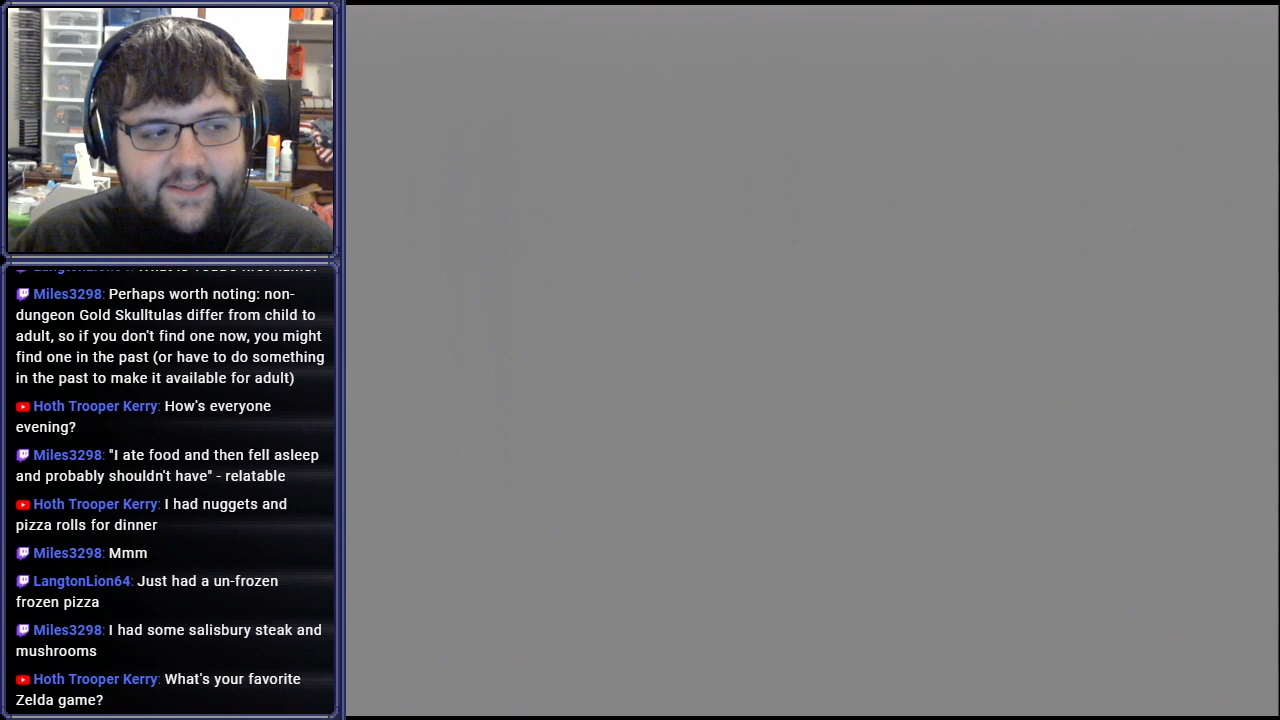 Miles3298: Perhaps worth noting: non-
dungeon Gold Skulltulas differ from child to
adult, so if you don't find one now, you might
find one in the past (or have to do something
in the past to make it available for adult)
Hoth Trooper Kerry: How's everyone
evening?
Miles3298: "I ate food and then fell asleep
and probably shouldn't have" - relatable
Hoth Trooper Kerry: I had nuggets and
pizza rolls for dinner
Miles3298: Mmm
LangtonLion64: Just had a un-frozen
frozen pizza
Miles3298: I had some salisbury steak and
mushrooms
Hoth Trooper Kerry: What's your favorite
Zelda game?